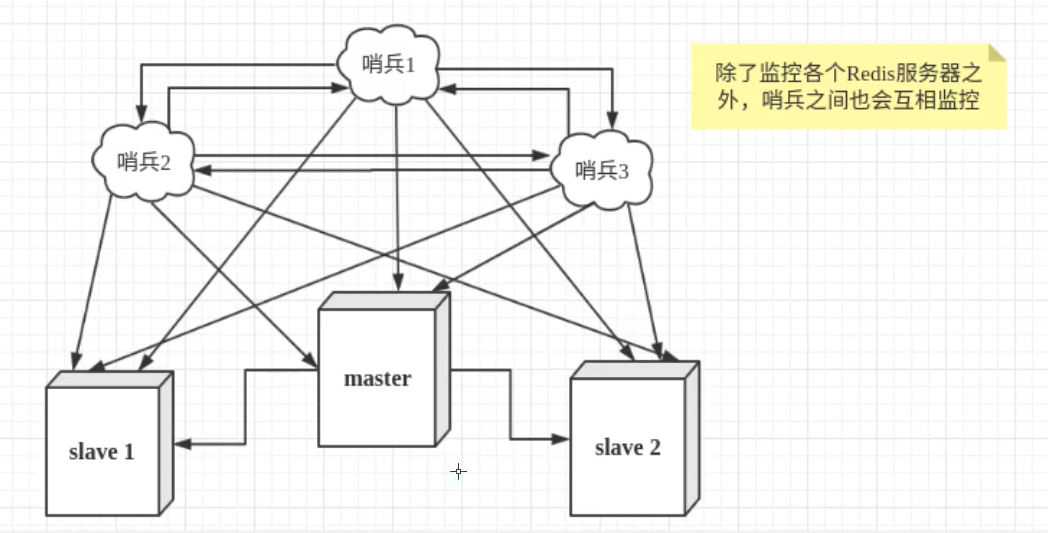 哨兵1
除了监控各个Redis服务器之
外，哨兵之间也会互相监控
哨兵2
哨兵3
master
slave 1
slave 2